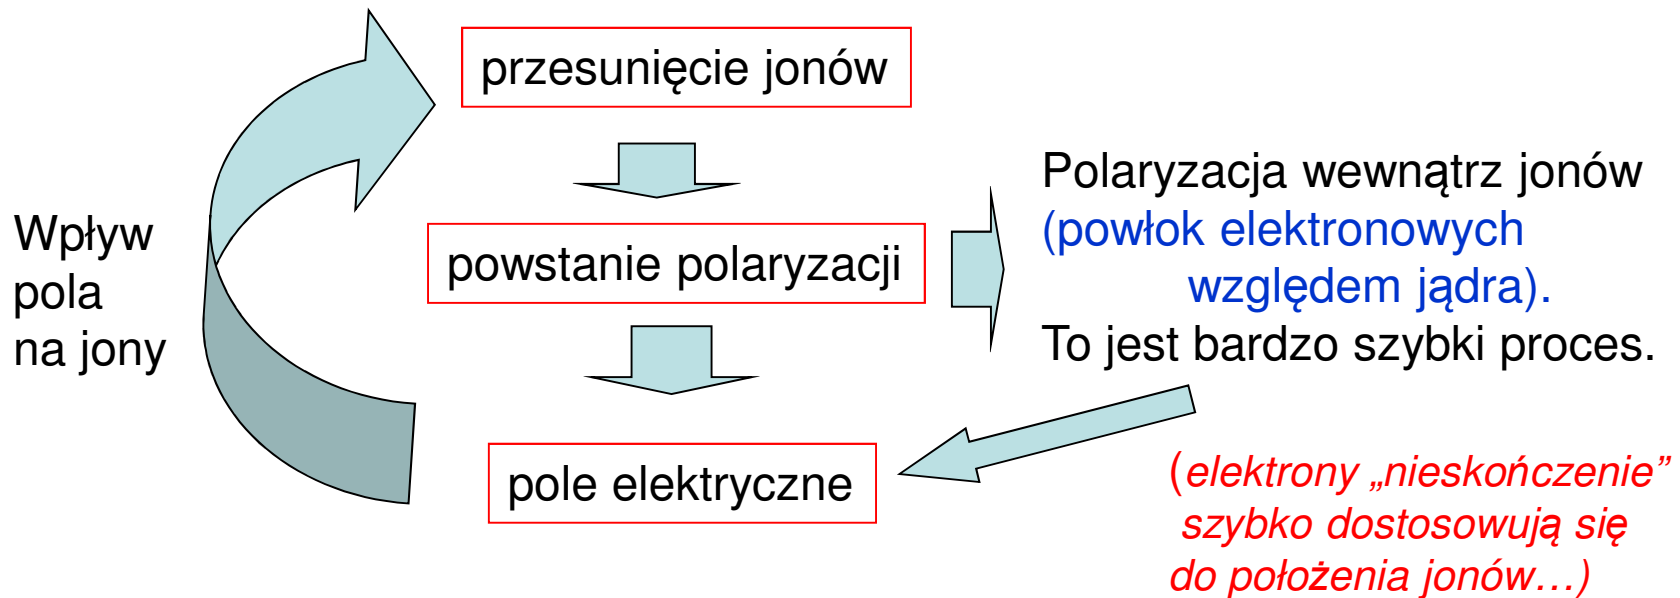 przesunięcie jonów
powstanie polaryzacji
pole elektryczne
Wpływ
pola
na jony
Polaryzacja wewnątrz jonów
(powłok elektronowych
względem jądra).
To jest bardzo szybki proces.
(elektrony „nieskończenie”
szybko dostosowują się
do położenia jonów…)